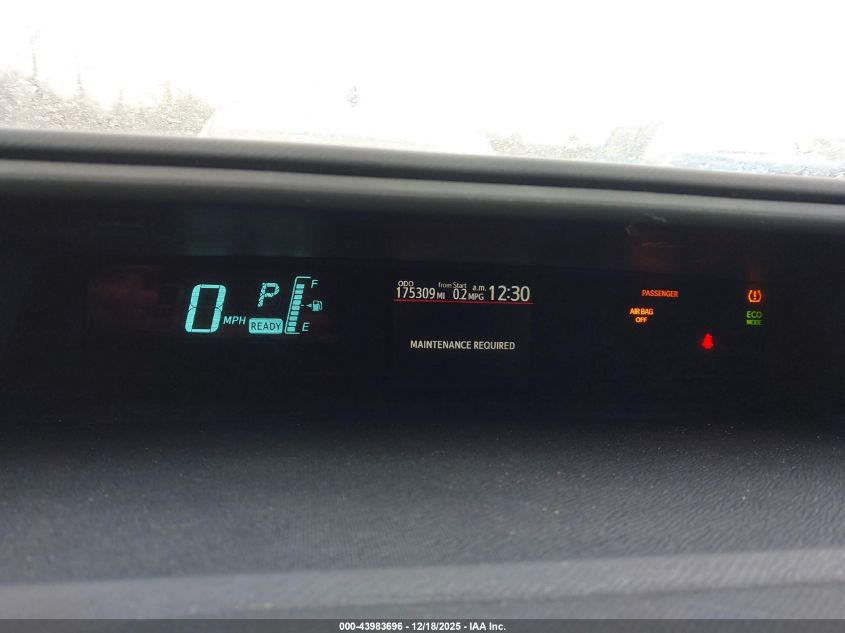 0 MPH
P
READY
F
E
ODO from Start a.m.
175309 MI 0.2 MPG 12:30
MAINTENANCE REQUIRED
PASSENGER
AIR BAG
OFF
ECO
MODE
000-43983696 - 12/18/2025 - IAA Inc.